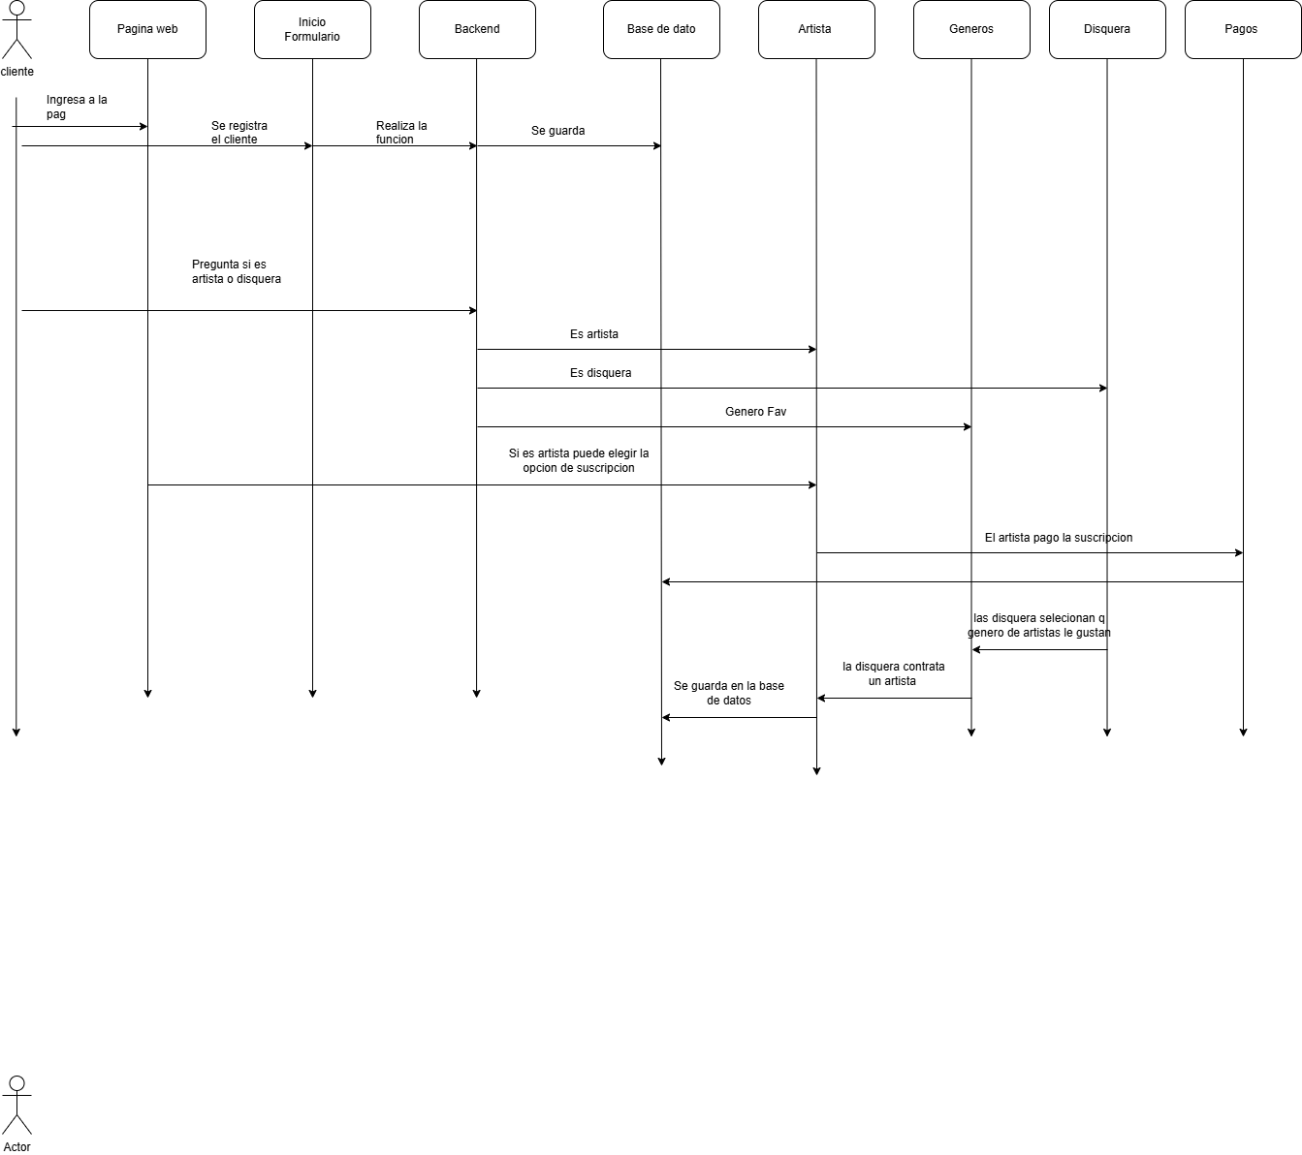 cliente
Pagina web
Inicio
Formulario
Backend
Base de dato
Artista
Generos
Disquera
Pagos
Ingresa a la
pag
Se registra
el cliente
Realiza la
funcion
Se guarda
Pregunta si es
artista o disquera
Es artista
Es disquera
Genero Fav
Si es artista puede elegir la
opcion de suscripcion
El artista pago la suscripcion
las disquera selecionan q
genero de artistas le gustan
la disquera contrata
un artista
Se guarda en la base
de datos
Actor